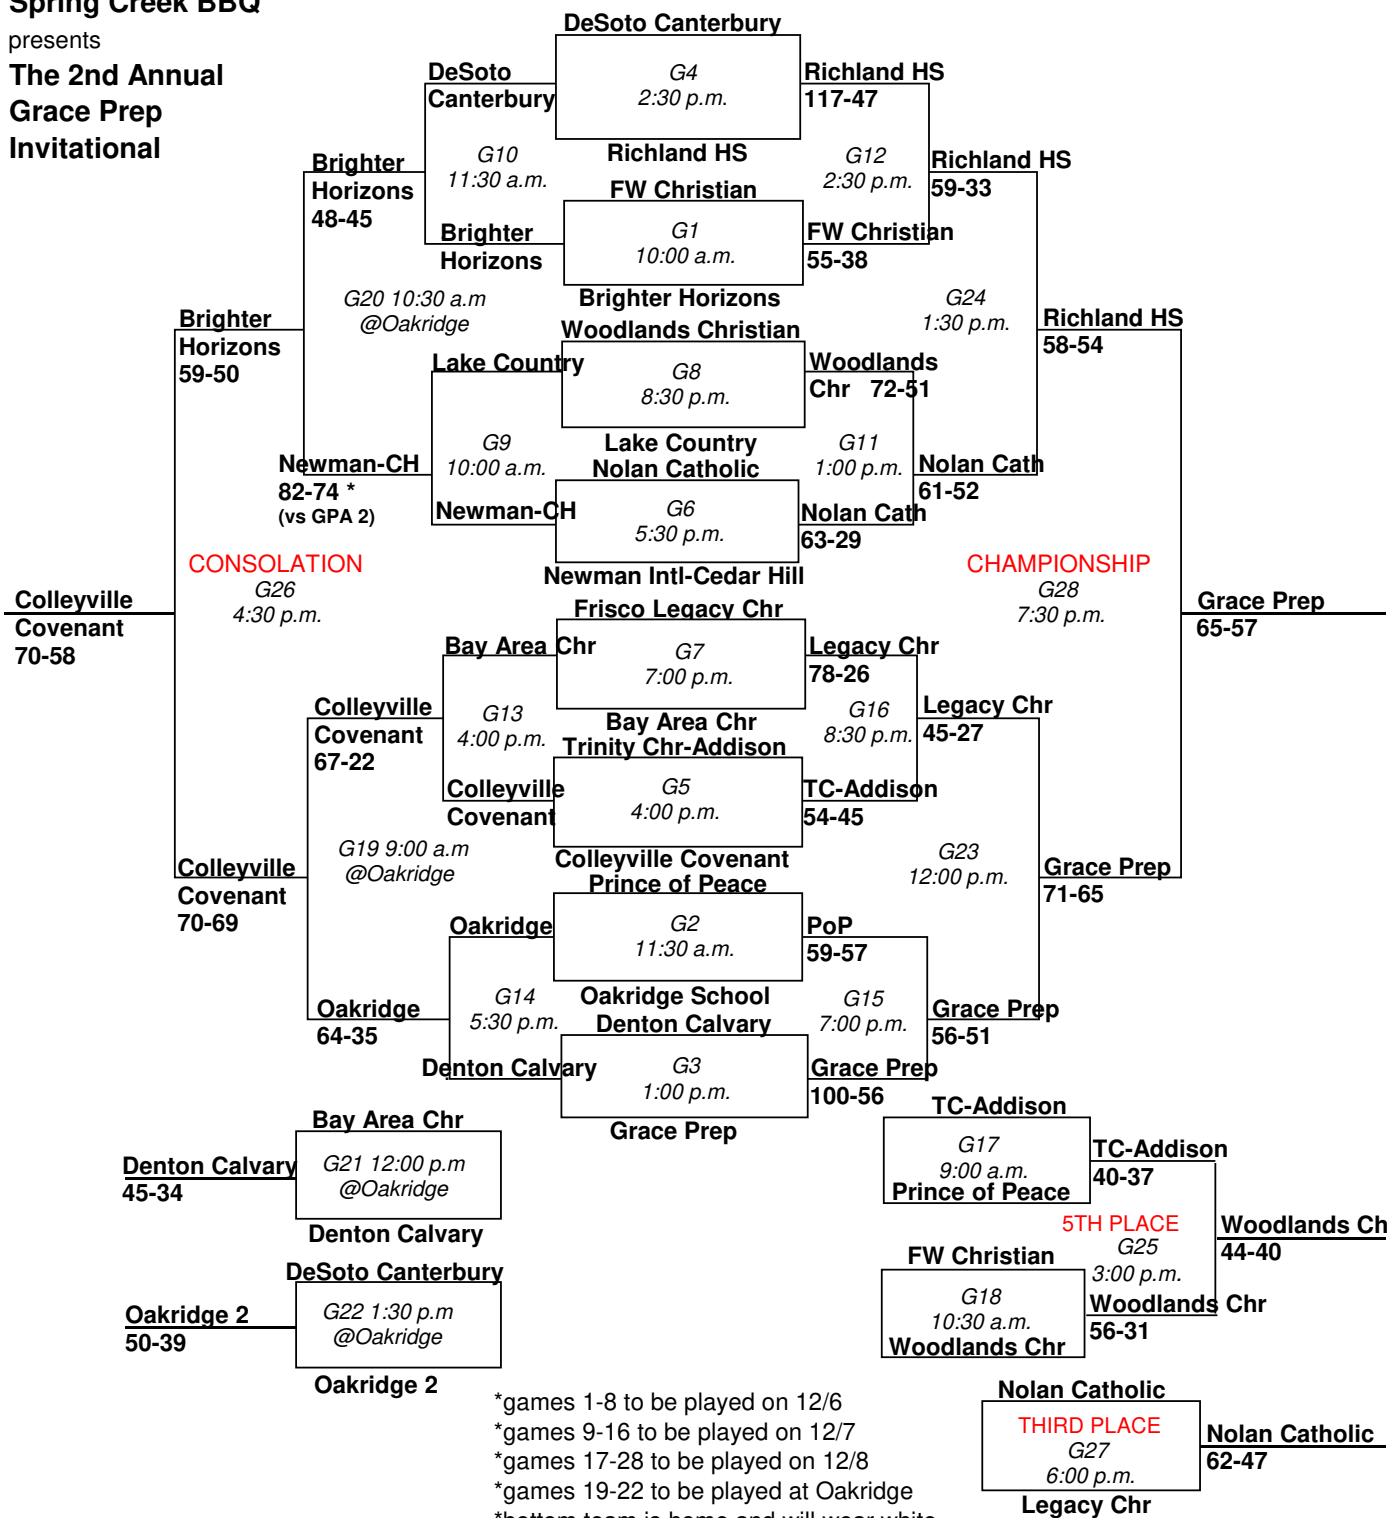 Spring Creek BBQ
presents
The 2nd Annual
Grace Prep
Invitational
DeSoto Canterbury
G4
2:30 p.m.
Richland HS
FW Christian
G1
10:00 a.m.
Brighter Horizons
Woodlands Christian
G8
8:30 p.m.
Lake Country
Nolan Catholic
G6
5:30 p.m.
Newman Intl-Cedar Hill
Frisco Legacy Chr
G7
7:00 p.m.
Bay Area Chr
Trinity Chr-Addison
G5
4:00 p.m.
Colleyville Covenant
Prince of Peace
G2
11:30 a.m.
Oakridge School
Denton Calvary
G3
1:00 p.m.
Grace Prep
DeSoto
Canterbury
G10
11:30 a.m.
Brighter
Horizons
Lake Country
G9
10:00 a.m.
Newman-CH
Bay Area Chr
G13
4:00 p.m.
Colleyville
Covenant
Oakridge
G14
5:30 p.m.
Denton Calvary
Brighter
Horizons
48-45
G20 10:30 a.m
@Oakridge
Newman-CH
82-74 *
(vs GPA 2)
Colleyville
Covenant
67-22
G19 9:00 a.m
@Oakridge
Oakridge
64-35
Brighter
Horizons
59-50
CONSOLATION
G26
4:30 p.m.
Colleyville
Covenant
70-69
Colleyville
Covenant
70-58
Richland HS
117-47
G12
2:30 p.m.
FW Christian
55-38
Woodlands
Chr 72-51
G11
1:00 p.m.
Nolan Cath
63-29
Legacy Chr
78-26
G16
8:30 p.m.
TC-Addison
54-45
PoP
59-57
G15
7:00 p.m.
Grace Prep
100-56
Richland HS
59-33
G24
1:30 p.m.
Nolan Cath
61-52
Legacy Chr
45-27
G23
12:00 p.m.
Grace Prep
56-51
Richland HS
58-54
CHAMPIONSHIP
G28
7:30 p.m.
Grace Prep
71-65
Grace Prep
65-57
Bay Area Chr
G21 12:00 p.m
@Oakridge
Denton Calvary
Denton Calvary
45-34
DeSoto Canterbury
G22 1:30 p.m
@Oakridge
Oakridge 2
Oakridge 2
50-39
TC-Addison
G17
9:00 a.m.
Prince of Peace
TC-Addison
40-37
5TH PLACE
G25
3:00 p.m.
FW Christian
G18
10:30 a.m.
Woodlands Chr
Woodlands Chr
56-31
Woodlands Ch
44-40
Nolan Catholic
THIRD PLACE
G27
6:00 p.m.
Legacy Chr
Nolan Catholic
62-47
*games 1-8 to be played on 12/6
*games 9-16 to be played on 12/7
*games 17-28 to be played on 12/8
*games 19-22 to be played at Oakridge
*bottom team is home and will wear white